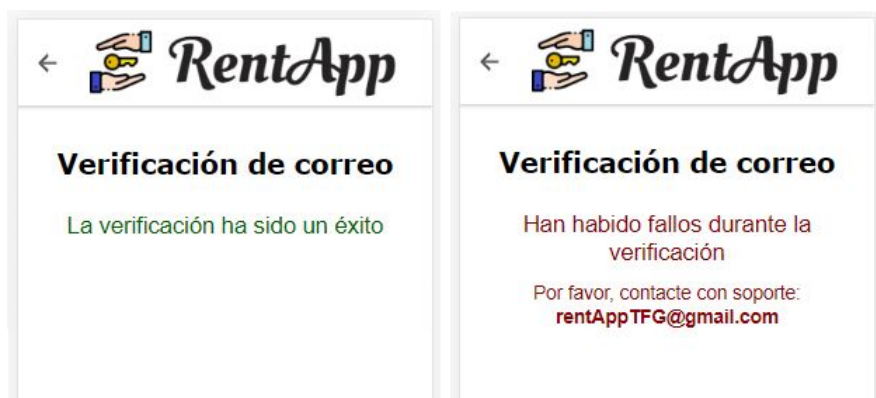 RentApp
Verificación de correo
La verificación ha sido un éxito
RentApp
Verificación de correo
Han habido fallos durante la
verificación
Por favor, contacte con soporte:
rentAppTFG@gmail.com